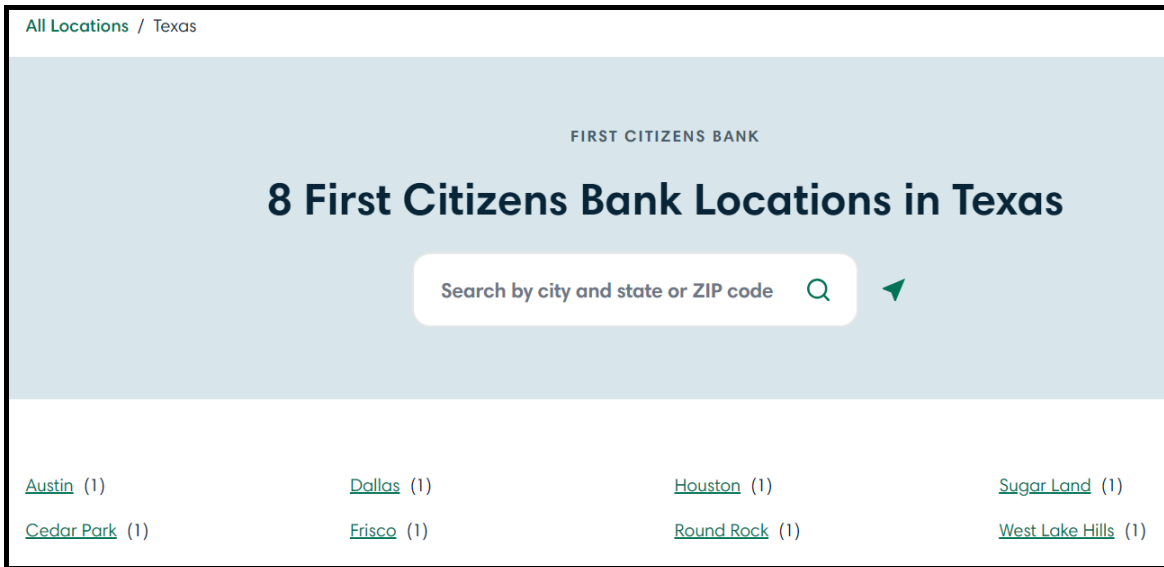 All Locations / Texas
FIRST CITIZENS BANK
8 First Citizens Bank Locations in Texas
Search by city and state or ZIP code
Austin (1) Dallas (1) Houston (1) Sugar Land (1)
Cedar Park (1) Frisco (1) Round Rock (1) West Lake Hills (1)